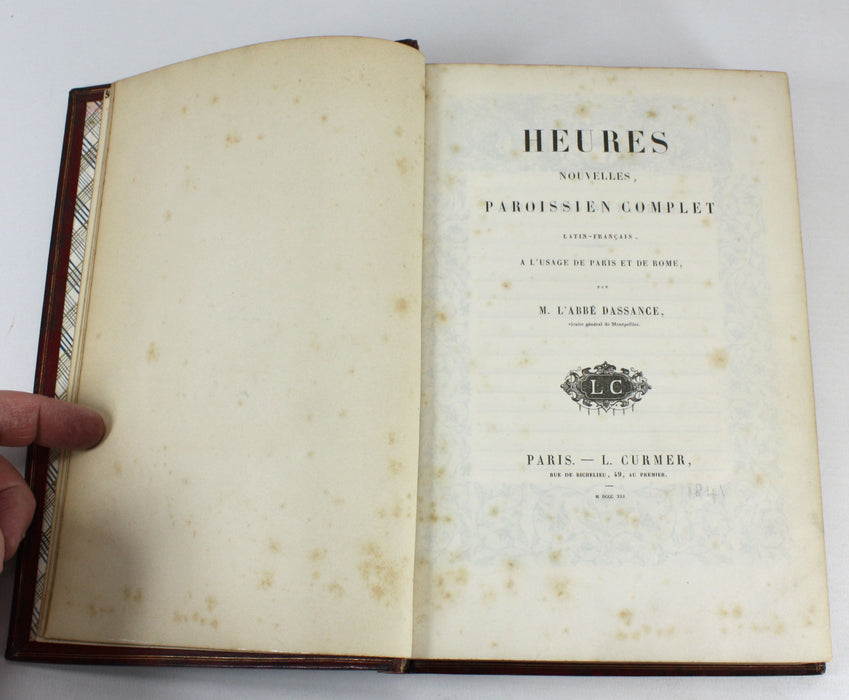 HEURES
NOUVELLES,
PAROISSIEN COMPLET
LATIN-FRANÇAIS,
A L'USAGE DE PARIS ET DE ROME,
PAR
M. L'ABBÉ DASSANCE,
vicaire général de Montpellier.
L C
PARIS. — L. CURMER,
RUE DE RICHELIEU, 49, AU PREMIER.
M DCCC XLI
1841